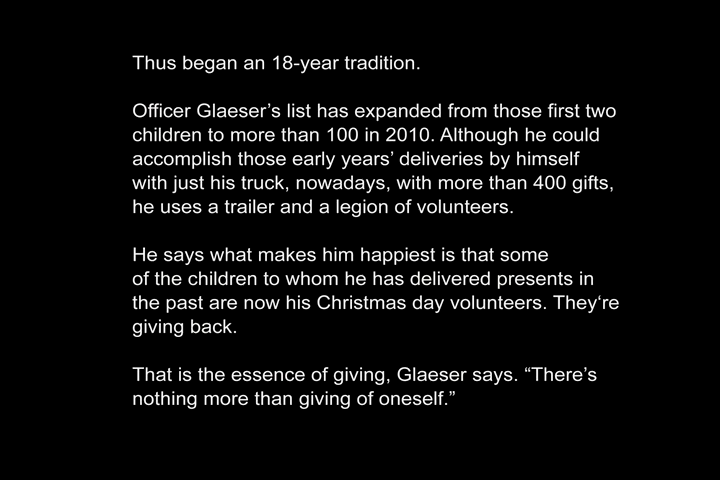 Thus began an 18-year tradition.
Officer Glaeser’s list has expanded from those first two
children to more than 100 in 2010. Although he could
accomplish those early years’ deliveries by himself
with just his truck, nowadays, with more than 400 gifts,
he uses a trailer and a legion of volunteers.
He says what makes him happiest is that some
of the children to whom he has delivered presents in
the past are now his Christmas day volunteers. They‘re
giving back.
That is the essence of giving, Glaeser says. “There’s
nothing more than giving of oneself.”